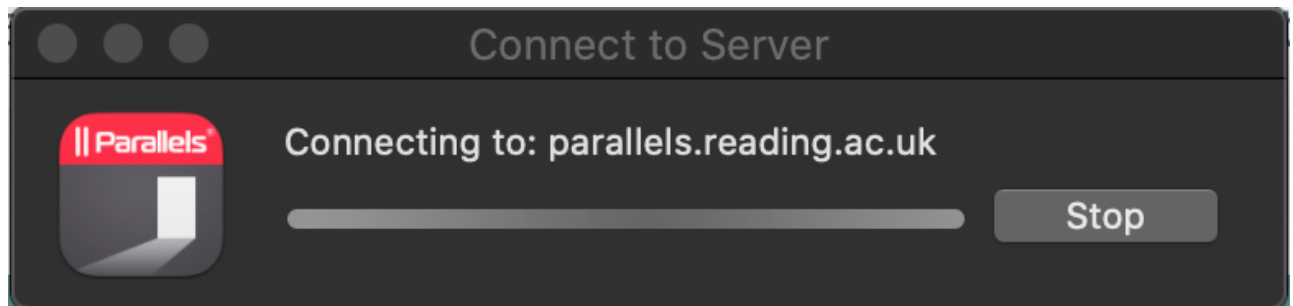 Connect to Server
|| Parallels®
Connecting to: parallels.reading.ac.uk
Stop